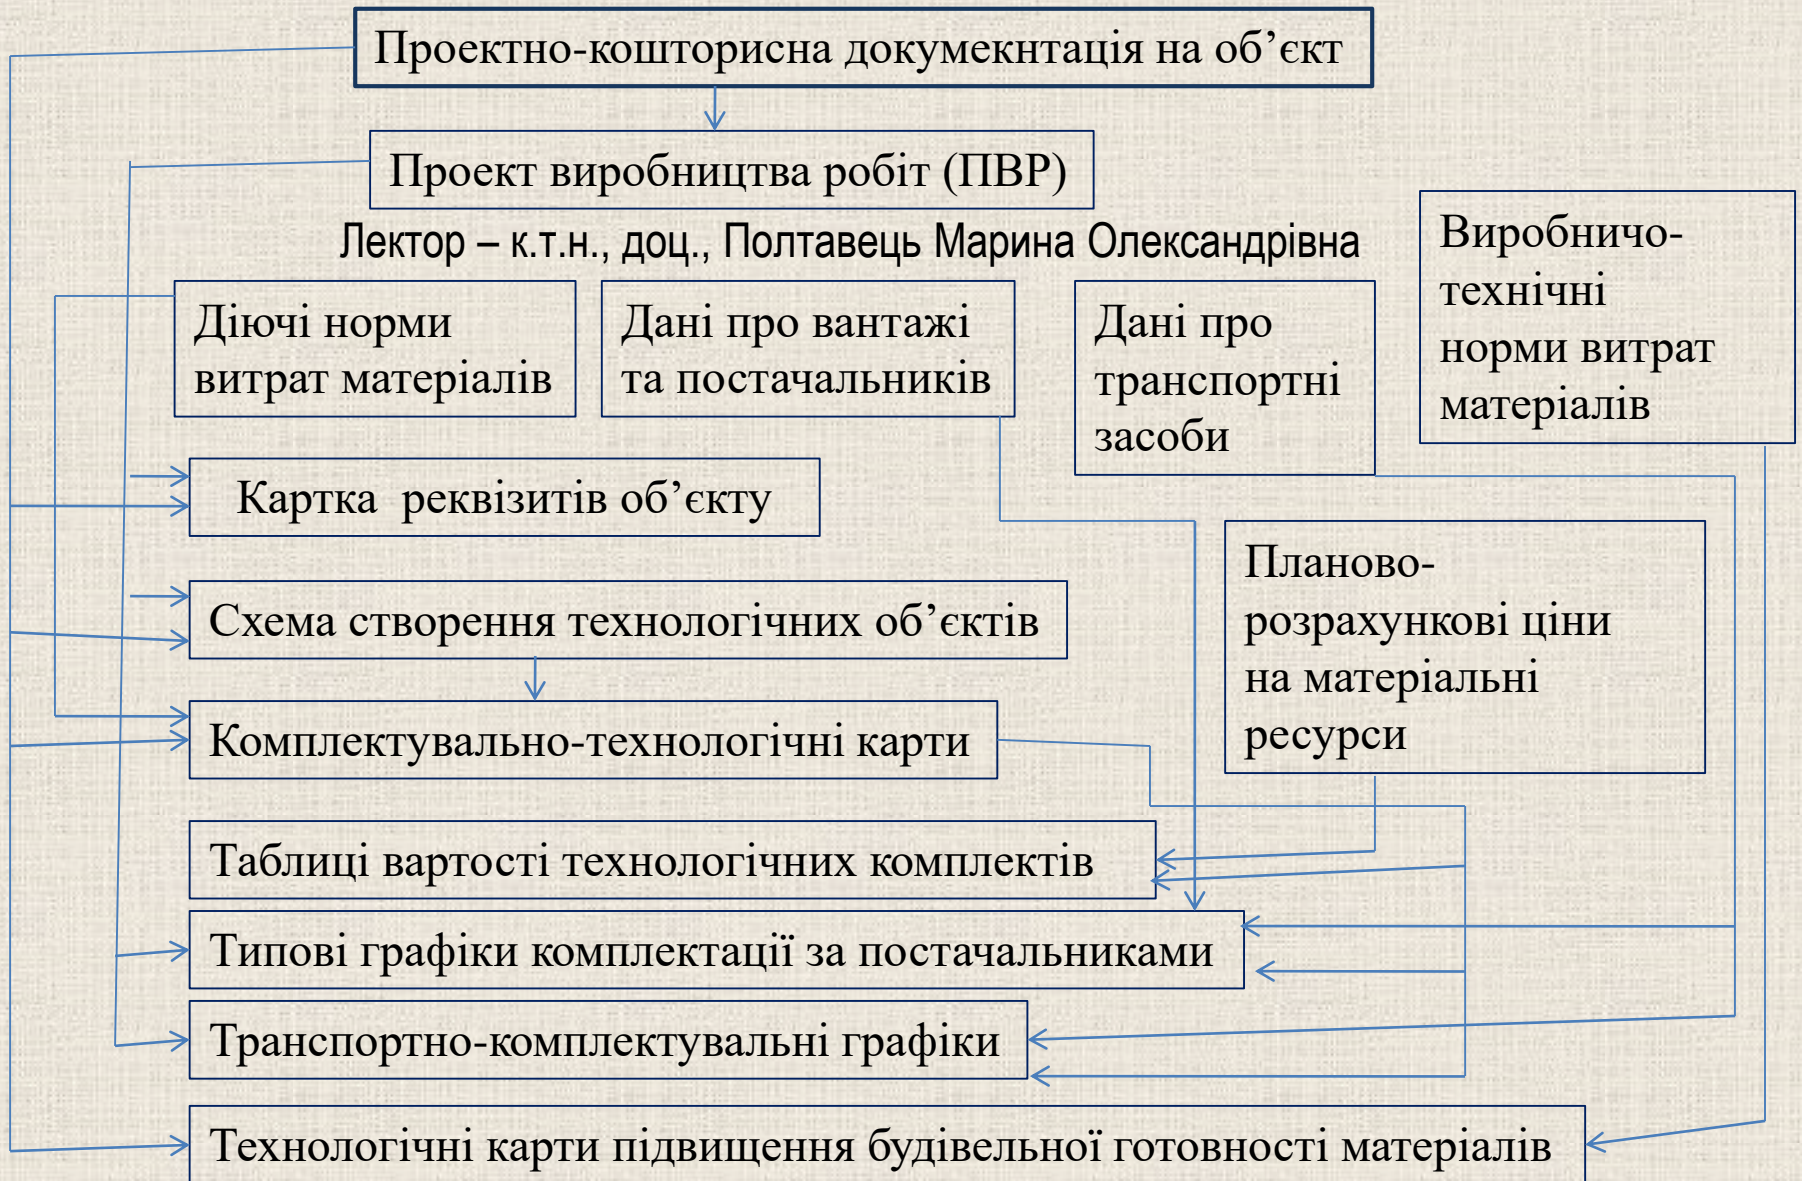 Проектно-кошторисна докумекнтація на об’єкт
Проект виробництва робіт (ПВР)
Лектор – к.т.н., доц., Полтавець Марина Олександрівна
Діючі норми
витрат матеріалів
Дані про вантажі
та постачальників
Дані про
транспортні
засоби
Виробничо-
технічні
норми витрат
матеріалів
Картка  реквізитів об’єкту
Схема створення технологічних об’єктів
Планово-
розрахункові ціни
на матеріальні
ресурси
Комплектувально-технологічні карти
Таблиці вартості технологічних комплектів
Типові графіки комплектації за постачальниками
Транспортно-комплектувальні графіки
Технологічні карти підвищення будівельної готовності матеріалів